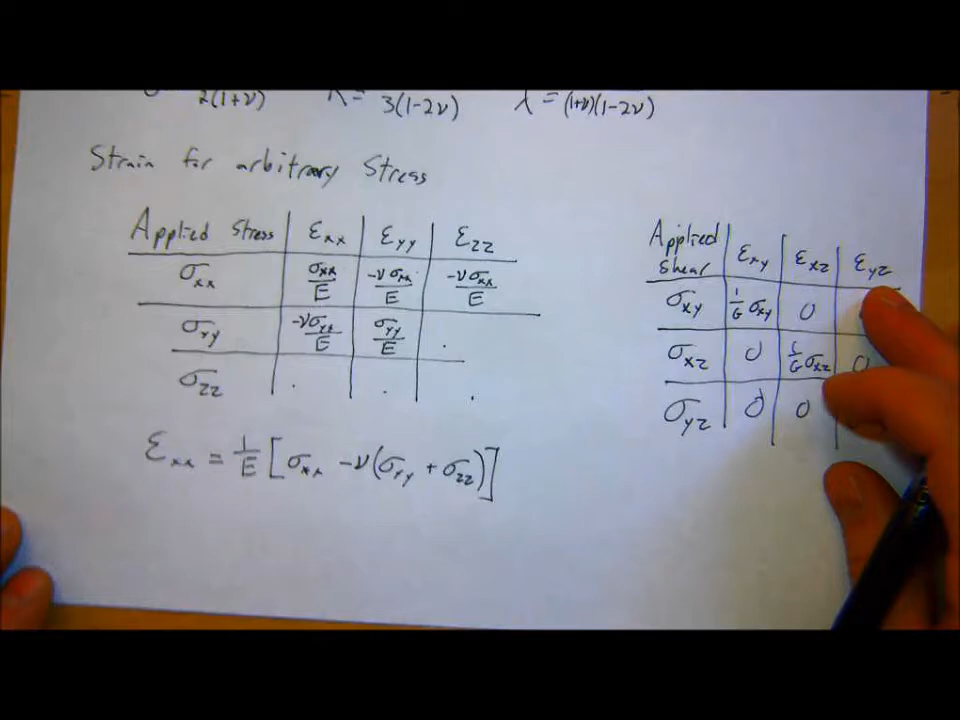 2(1+ν) K= 3(1-2ν) λ = (1+ν)(1-2ν)
Strain for arbitrary Stress
Applied Stress εxx εyy εzz
σxx σxx/E -νσxx/E -νσxx/E
σyy -νσyy/E σyy/E .
σzz . . .
εxx = 1/E [σxx -ν(σyy + σzz)]
Applied shear εxy εxz εyz
σxy 1/G σxy 0
σxz 0 1/G σxz 0
σyz 0 0